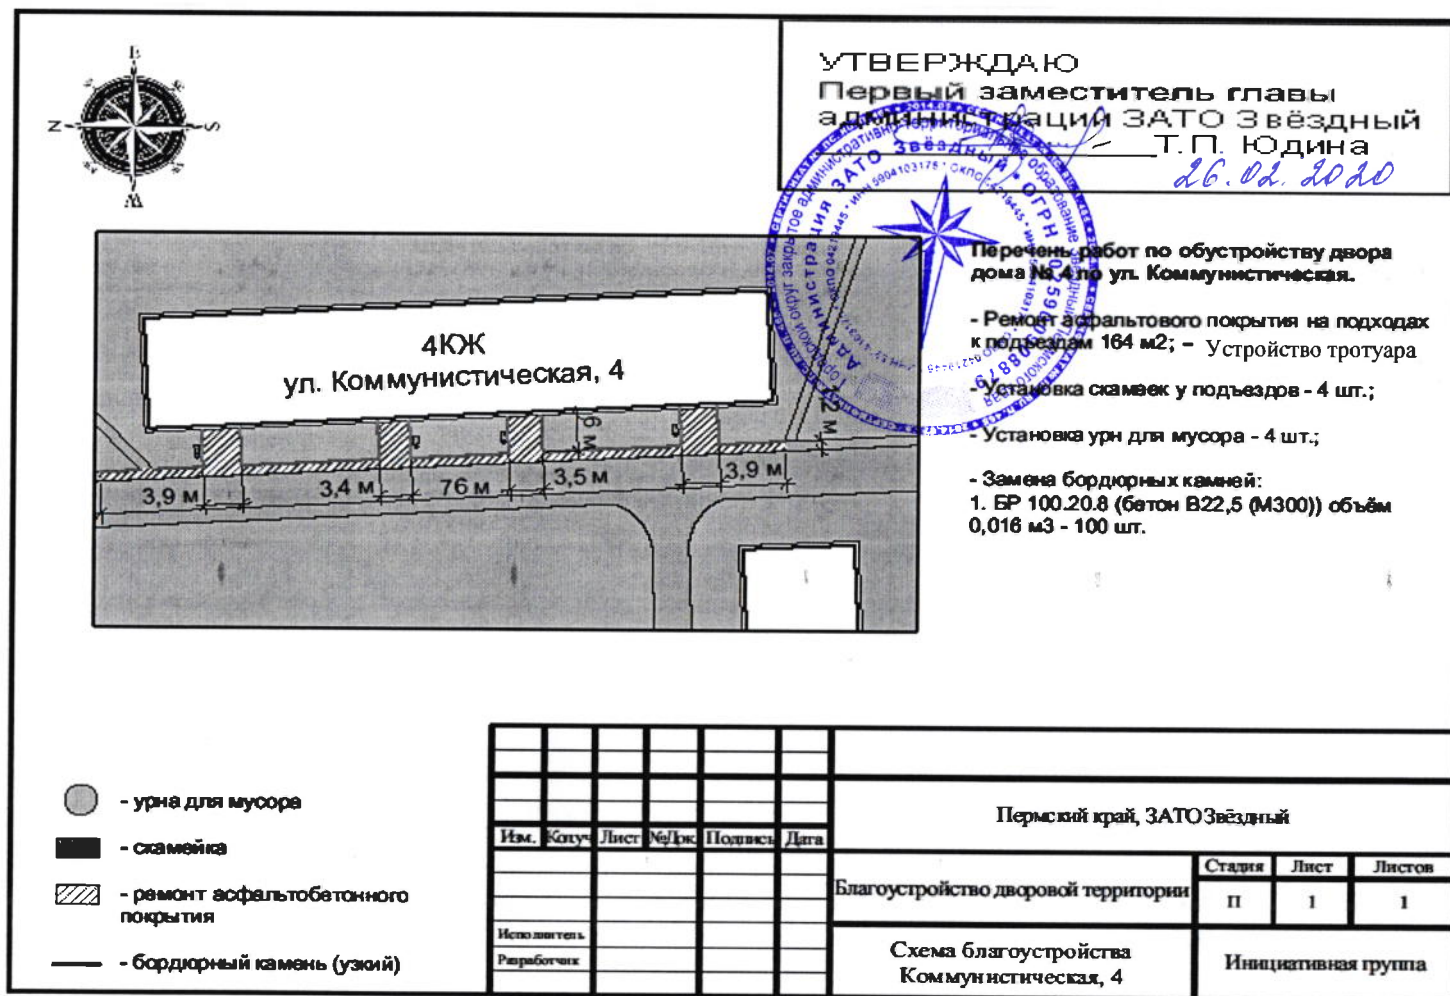 В
N
S
W
УТВЕРЖДАЮ
Первый заместитель главы
администрации ЗАТО Звёздный
Т.П. Юдина
26.02.2020
Администрация ЗАТО Звёздный • ОГРН
Перечень работ по обустройству двора
дома № 4 по ул. Коммунистическая.
- Ремонт асфальтового покрытия на подходах
к подъездам 164 м2; – Устройство тротуара
- Установка скамеек у подъездов - 4 шт.;
- Установка урн для мусора - 4 шт.;
- Замена бордюрных камней:
1. БР 100.20.8 (бетон В22,5 (М300)) объём
0,016 м3 - 100 шт.
4КЖ
ул. Коммунистическая, 4
6 м
3,9 м
3,4 м
76 м
3,5 м
3,9 м
- урна для мусора
- скамейка
- ремонт асфальтобетонного
покрытия
- бордюрный камень (узкий)
Изм. Колуч Лист №Док Подпись Дата
Исполнитель
Разработчик
Пермский край, ЗАТО Звёздный
Благоустройство дворовой территории
Стадия Лист Листов
П 1 1
Схема благоустройства
Коммунистическая, 4
Инициативная группа